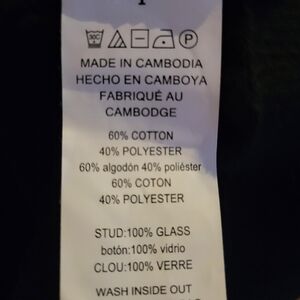 30C
P
MADE IN CAMBODIA
HECHO EN CAMBOYA
FABRIQUÉ AU
CAMBODGE
60% COTTON
40% POLYESTER
60% algodón 40% poliéster
60% COTON
40% POLYESTER
STUD:100% GLASS
botón:100% vidrio
CLOU:100% VERRE
WASH INSIDE OUT